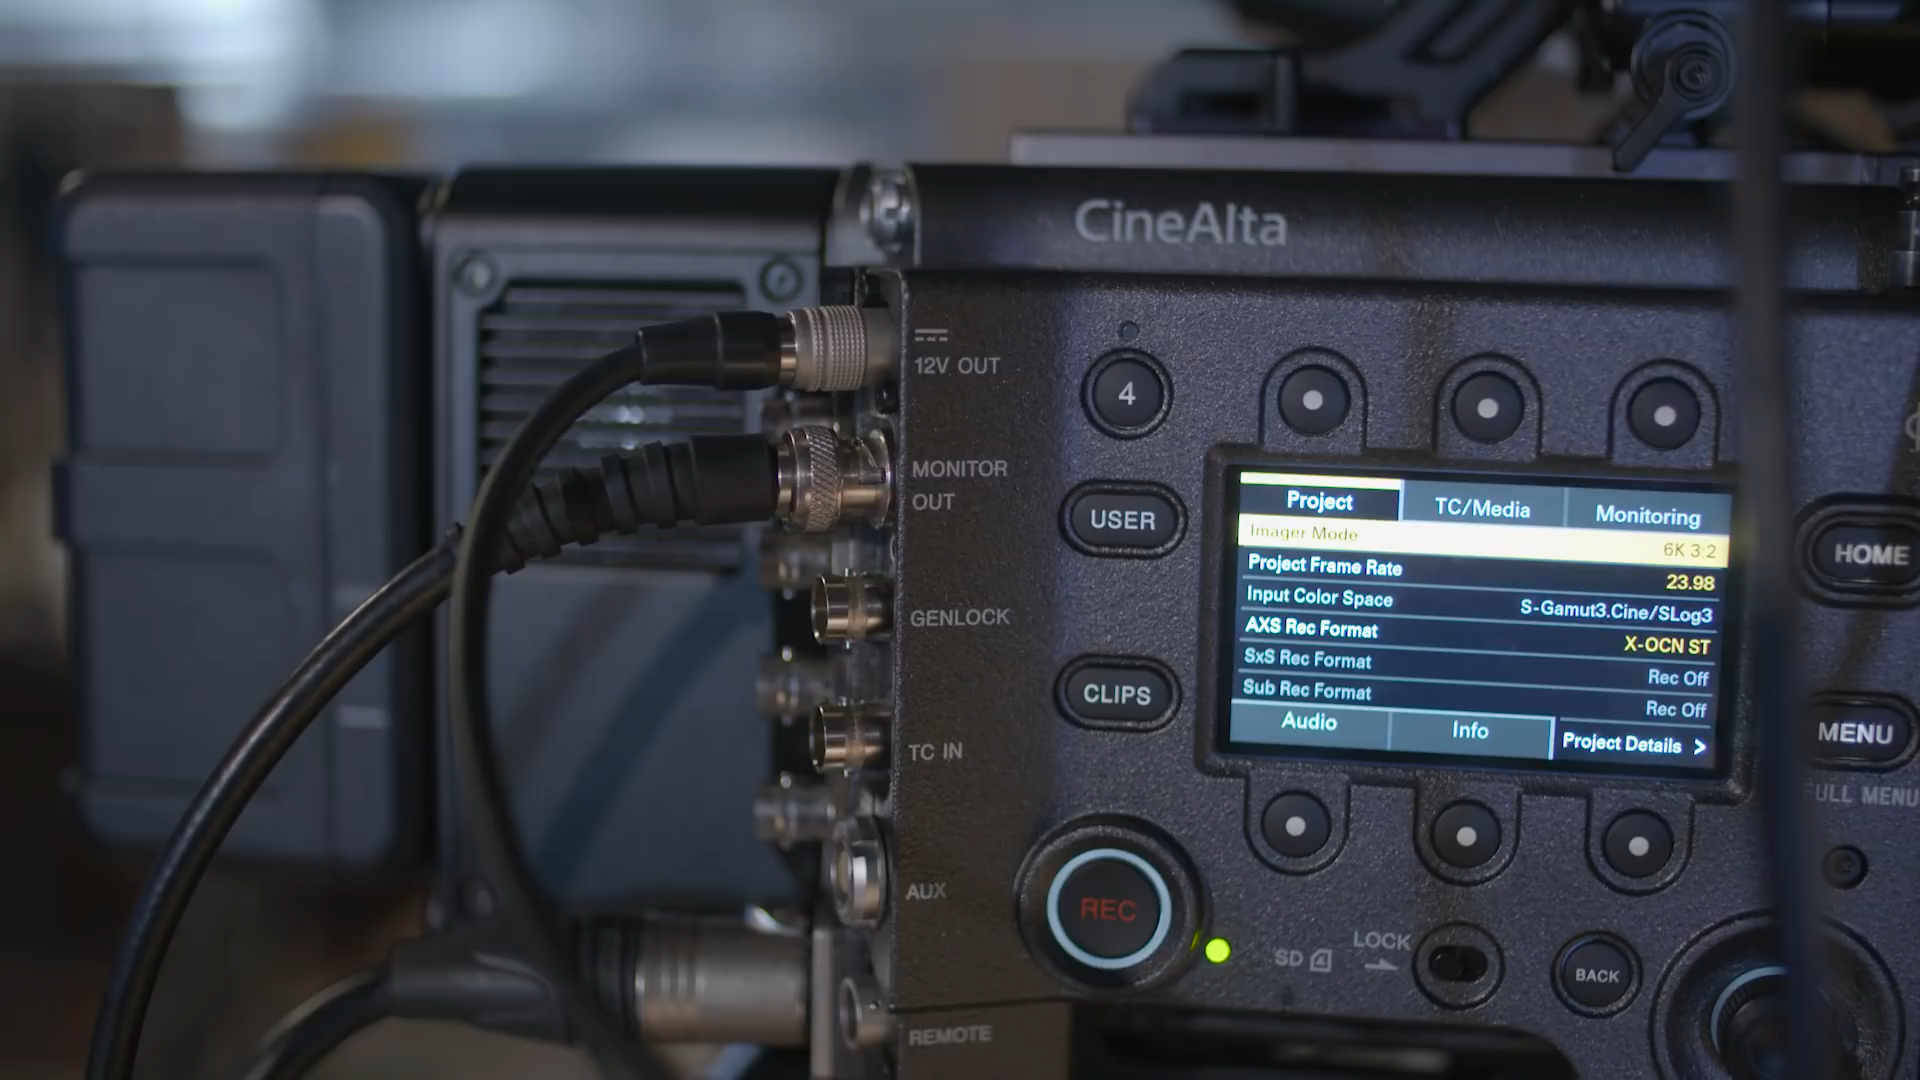 CineAlta
12V OUT
4
MONITOR
OUT
USER
GENLOCK
CLIPS
TC IN
AUX
REC
REMOTE
Project TC/Media Monitoring
Imager Mode 6K 3:2
Project Frame Rate 23.98
Input Color Space S-Gamut3.Cine/SLog3
AXS Rec Format X-OCN ST
SxS Rec Format Rec Off
Sub Rec Format Rec Off
Audio Info Project Details >
HOME
MENU
FULL MENU
SD
LOCK
BACK